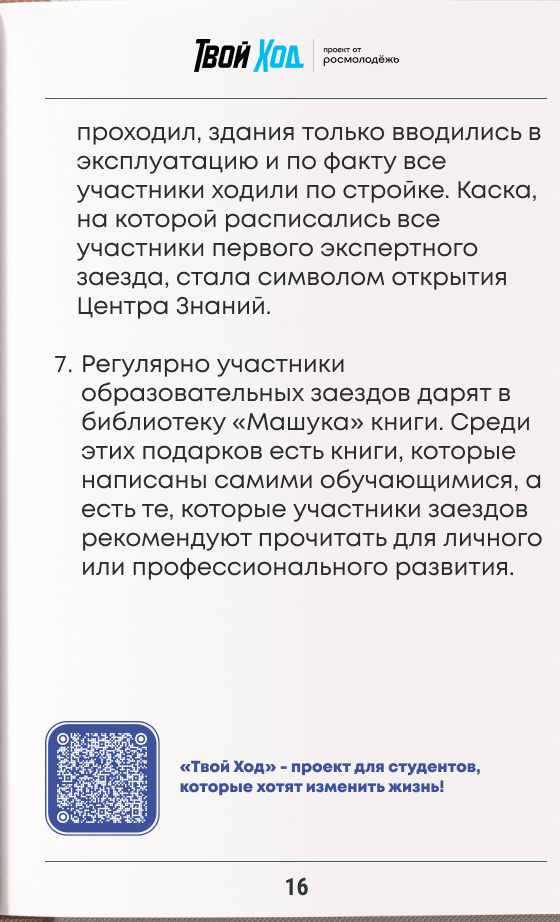 Твой Ход
проект от
росмолодёжь
проходил, здания только вводились в
эксплуатацию и по факту все
участники ходили по стройке. Каска,
на которой расписались все
участники первого экспертного
заезда, стала символом открытия
Центра Знаний.
7. Регулярно участники
образовательных заездов дарят в
библиотеку «Машука» книги. Среди
этих подарков есть книги, которые
написаны самими обучающимися, а
есть те, которые участники заездов
рекомендуют прочитать для личного
или профессионального развития.
«Твой Ход» - проект для студентов,
которые хотят изменить жизнь!
16